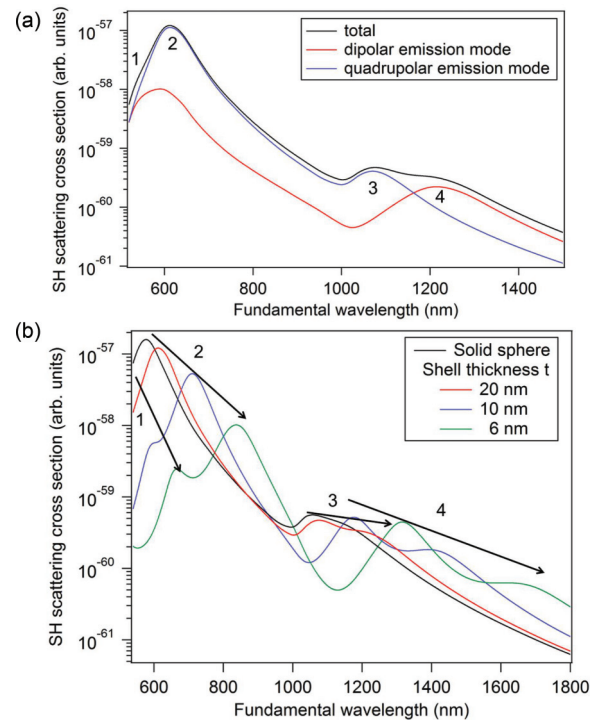 (a)
total
dipolar emission mode
quadrupolar emission mode
1
2
3
4
SH scattering cross section (arb. units)
10-57
10-58
10-59
10-60
10-61
600
800
1000
1200
1400
Fundamental wavelength (nm)
(b)
Solid sphere
Shell thickness t
20 nm
10 nm
6 nm
1
2
3
4
SH scattering cross section (arb. units)
10-57
10-58
10-59
10-60
10-61
600
800
1000
1200
1400
1600
1800
Fundamental wavelength (nm)